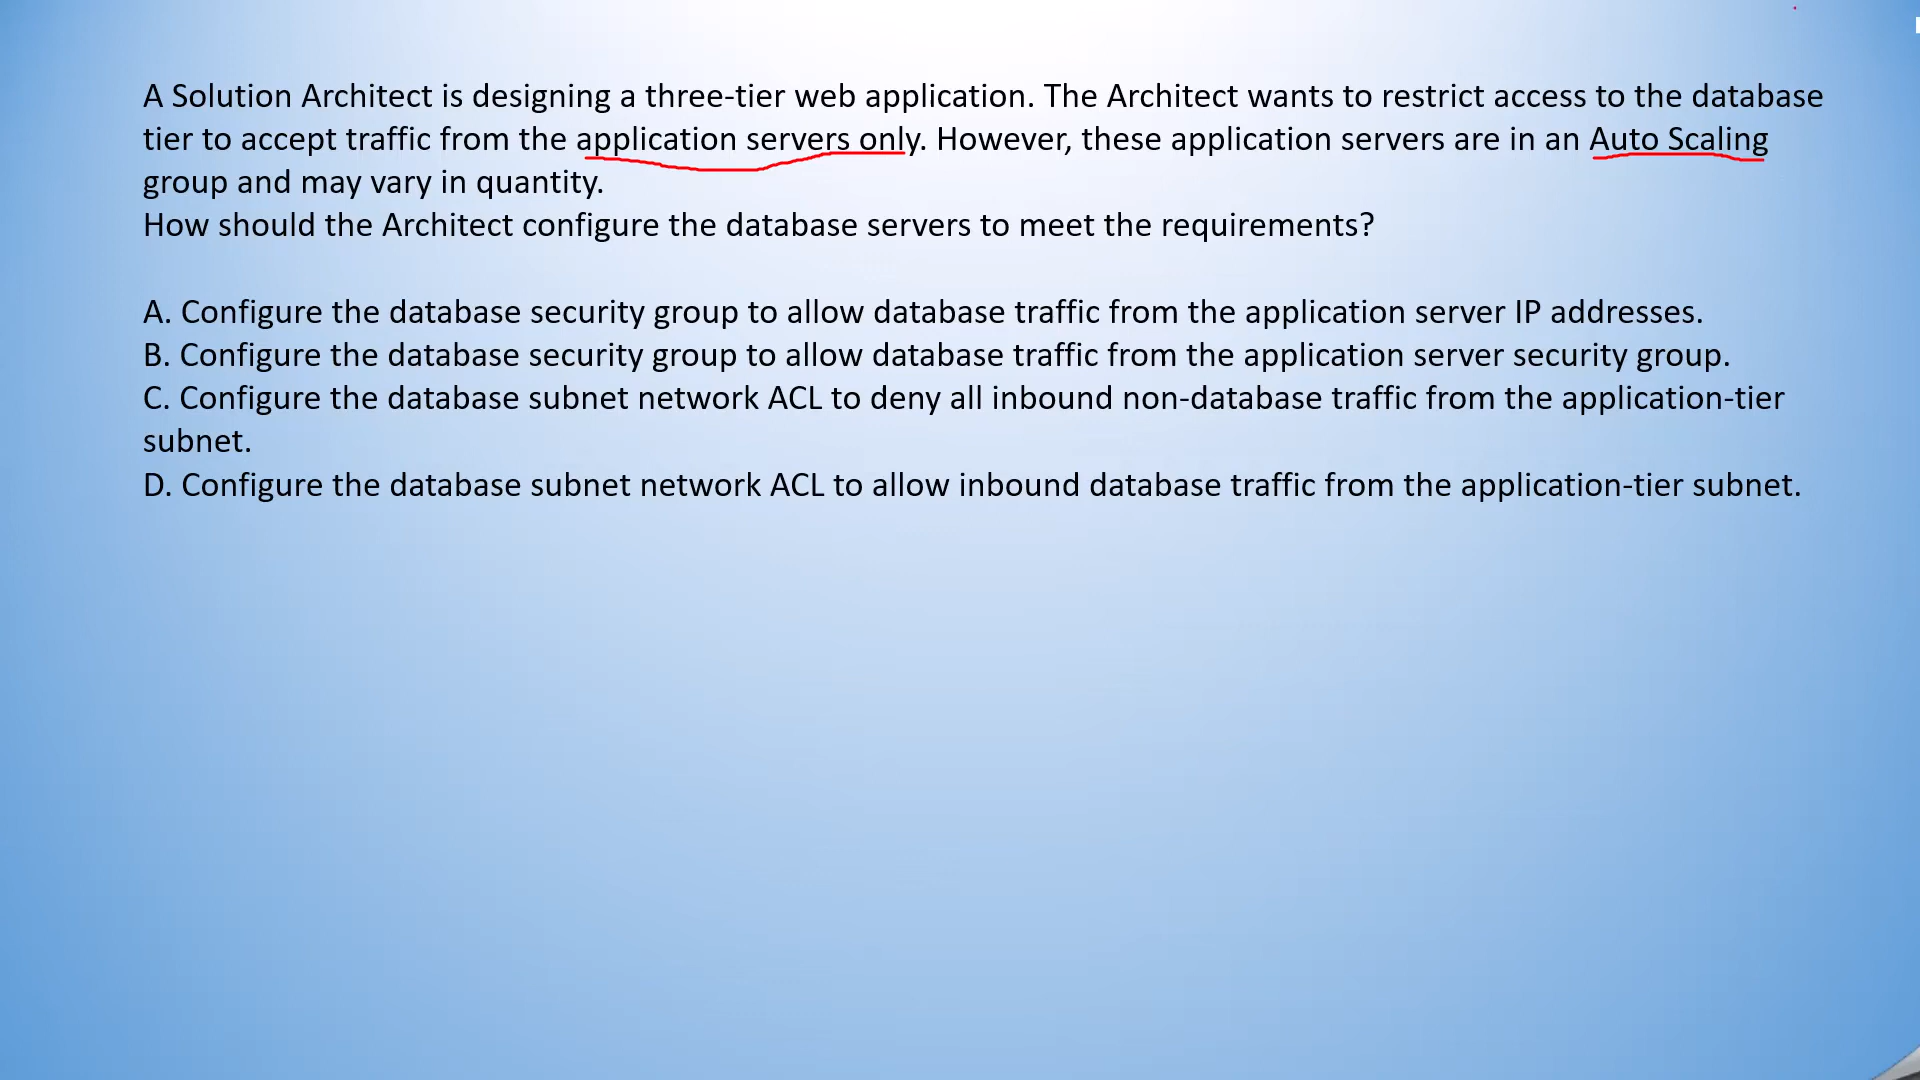 A Solution Architect is designing a three-tier web application. The Architect wants to restrict access to the database
tier to accept traffic from the application servers only. However, these application servers are in an Auto Scaling
group and may vary in quantity.
How should the Architect configure the database servers to meet the requirements?
A. Configure the database security group to allow database traffic from the application server IP addresses.
B. Configure the database security group to allow database traffic from the application server security group.
C. Configure the database subnet network ACL to deny all inbound non-database traffic from the application-tier
subnet.
D. Configure the database subnet network ACL to allow inbound database traffic from the application-tier subnet.